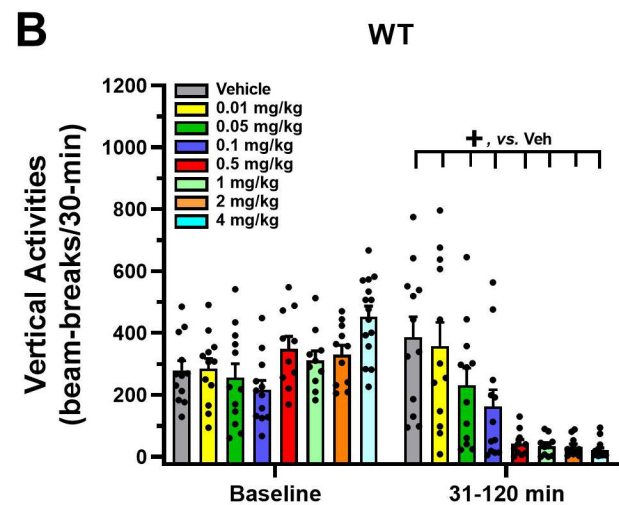 B
WT
Vertical Activities
(beam-breaks/30-min)
1200
1000
800
600
400
200
0
Vehicle
0.01 mg/kg
0.05 mg/kg
0.1 mg/kg
0.5 mg/kg
1 mg/kg
2 mg/kg
4 mg/kg
+, vs. Veh
Baseline
31-120 min